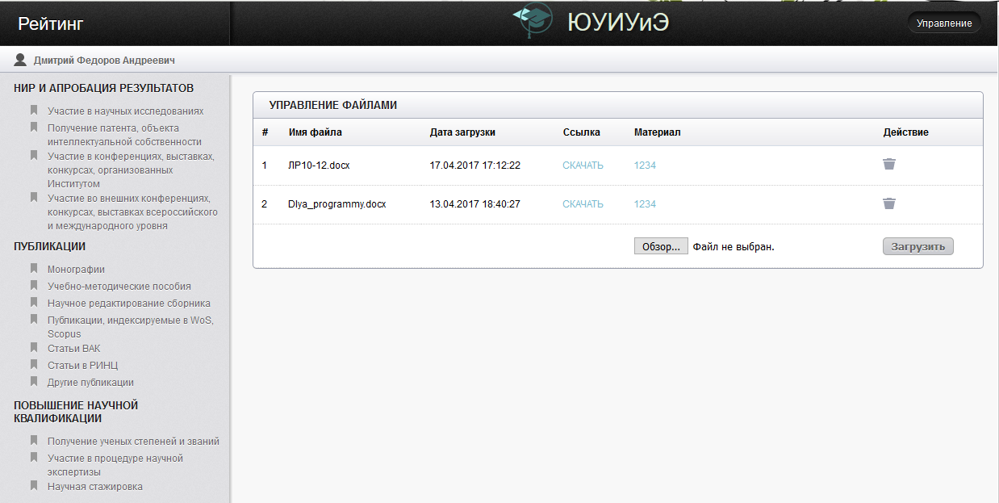 Рейтинг
ЮУИУиЭ
Управление
Дмитрий Федоров Андреевич
НИР И АПРОБАЦИЯ РЕЗУЛЬТАТОВ
Участие в научных исследованиях
Получение патента, объекта
интеллектуальной собственности
Участие в конференциях, выставках,
конкурсах, организованных
Институтом
Участие во внешних конференциях,
конкурсах, выставках всероссийского
и международного уровня
ПУБЛИКАЦИИ
Монографии
Учебно-методические пособия
Научное редактирование сборника
Публикации, индексируемые в WoS,
Scopus
Статьи ВАК
Статьи в РИНЦ
Другие публикации
ПОВЫШЕНИЕ НАУЧНОЙ
КВАЛИФИКАЦИИ
Получение ученых степеней и званий
Участие в процедуре научной
экспертизы
Научная стажировка
УПРАВЛЕНИЕ ФАЙЛАМИ
# Имя файла Дата загрузки Ссылка Материал Действие
1 ЛР10-12.docx 17.04.2017 17:12:22 СКАЧАТЬ 1234
2 Dlya_programmy.docx 13.04.2017 18:40:27 СКАЧАТЬ 1234
Обзор... Файл не выбран. Загрузить